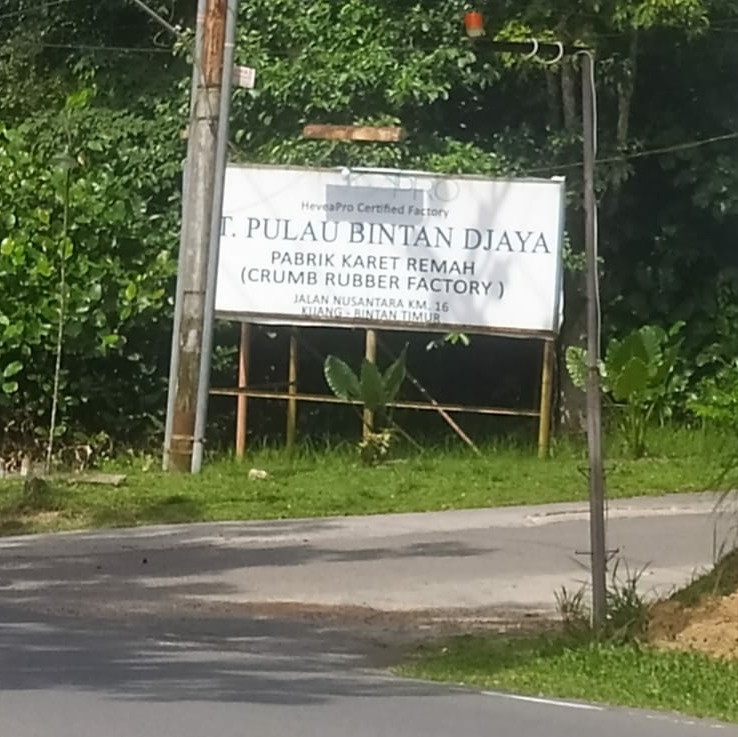 PRO
HeveaPro Certified Factory
T. PULAU BINTAN DJAYA
PABRIK KARET REMAH
(CRUMB RUBBER FACTORY )
JALAN NUSANTARA KM. 16
KIJANG - BINTAN TIMUR